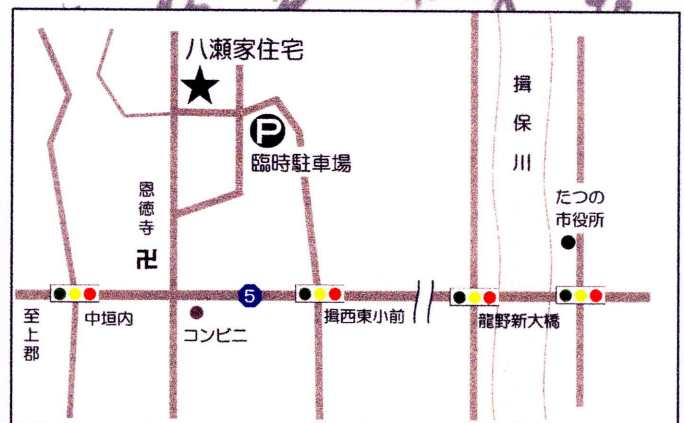 八瀬家住宅
P
臨時駐車場
恩徳寺
卍
揖保川
たつの
市役所
5
至上郡
中垣内
コンビニ
揖西東小前
龍野新大橋